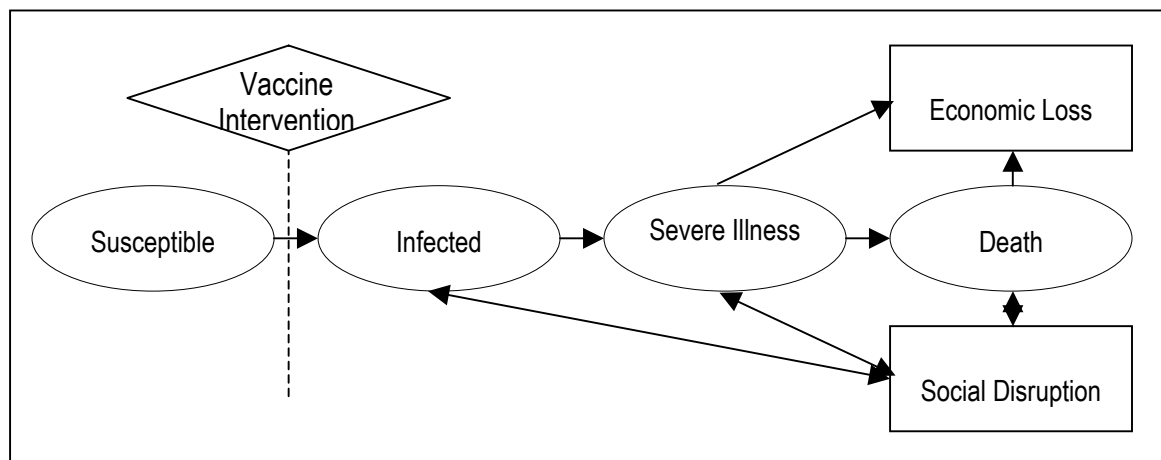 Vaccine
Intervention
Economic Loss
Susceptible
Infected
Severe Illness
Death
Social Disruption